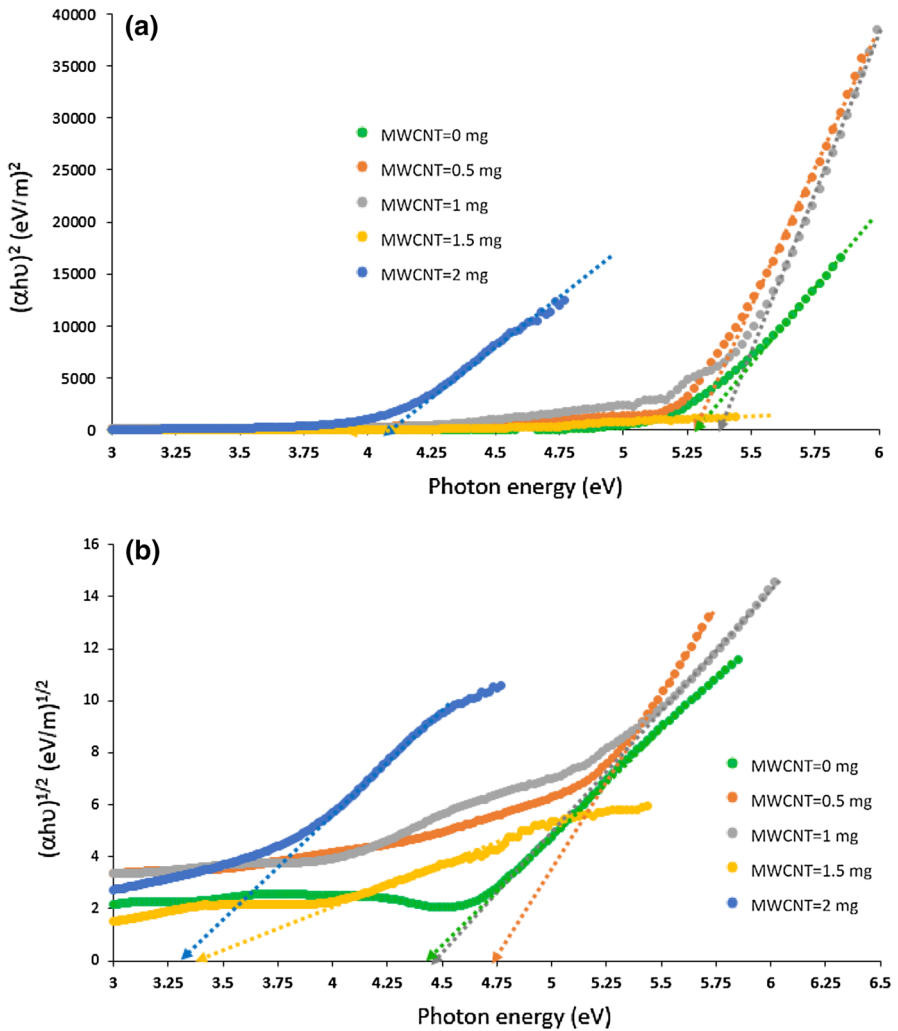 (a)
(αhυ)² (eV/m)²
40000
35000
30000
25000
20000
15000
10000
5000
0
MWCNT=0 mg
MWCNT=0.5 mg
MWCNT=1 mg
MWCNT=1.5 mg
MWCNT=2 mg
3 3.25 3.5 3.75 4 4.25 4.5 4.75 5 5.25 5.5 5.75 6
Photon energy (eV)
(b)
(αhυ)¹/² (eV/m)¹/²
16
14
12
10
8
6
4
2
0
MWCNT=0 mg
MWCNT=0.5 mg
MWCNT=1 mg
MWCNT=1.5 mg
MWCNT=2 mg
3 3.25 3.5 3.75 4 4.25 4.5 4.75 5 5.25 5.5 5.75 6 6.25 6.5
Photon energy (eV)